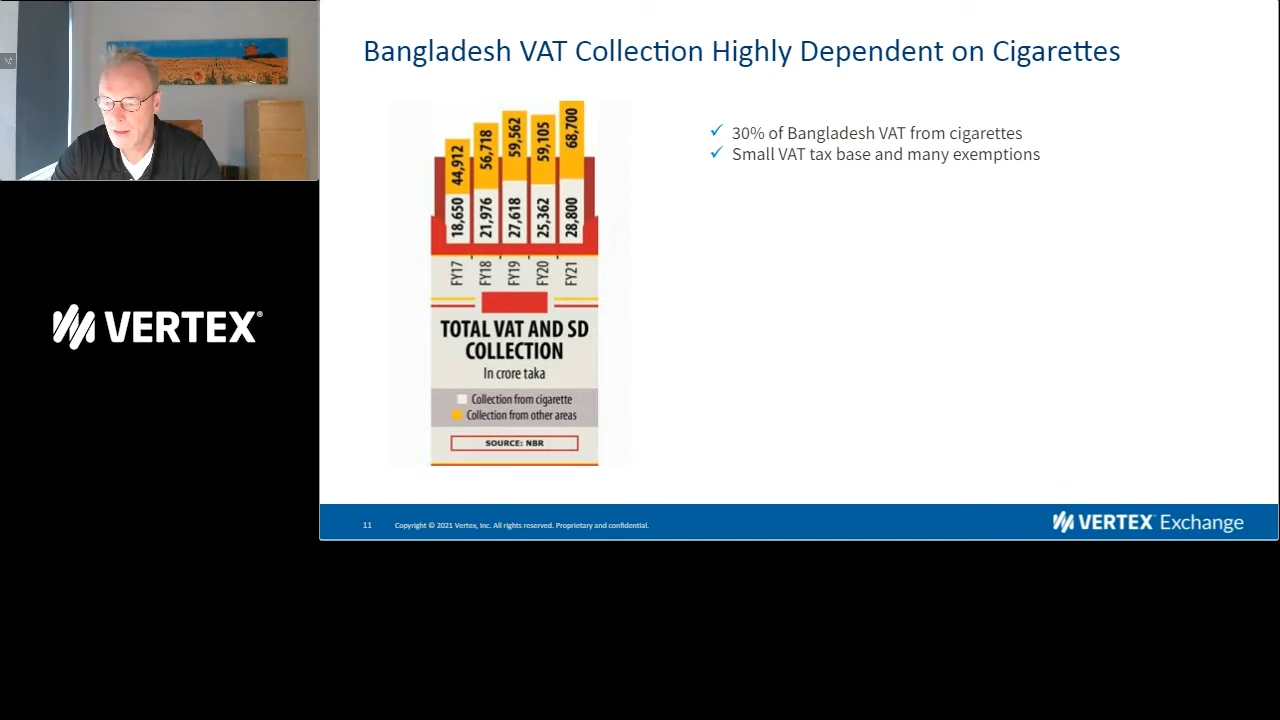 Bangladesh VAT Collection Highly Dependent on Cigarettes
44,912
56,718
59,562
59,105
68,700
18,650
21,976
27,618
25,362
28,800
FY17
FY18
FY19
FY20
FY21
TOTAL VAT AND SD
COLLECTION
In crore taka
Collection from cigarette
Collection from other areas
SOURCE: NBR
✓ 30% of Bangladesh VAT from cigarettes
✓ Small VAT tax base and many exemptions
VERTEX®
11
Copyright © 2021 Vertex, Inc. All rights reserved. Proprietary and confidential.
VERTEX Exchange